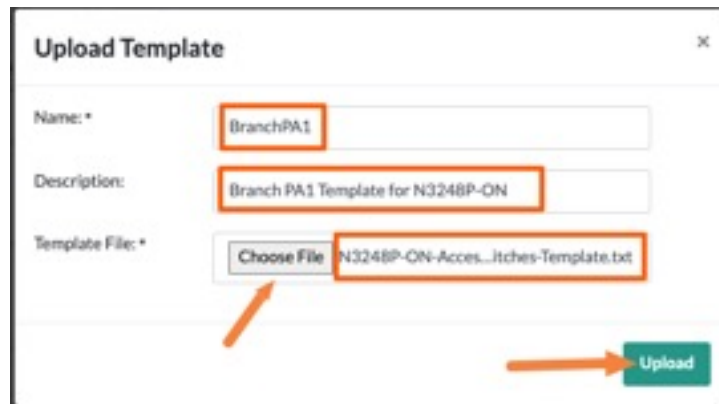 Upload Template
×
Name: *
BranchPA1
Description:
Branch PA1 Template for N3248P-ON
Template File: *
Choose File N3248P-ON-Acces...itches-Template.txt
Upload